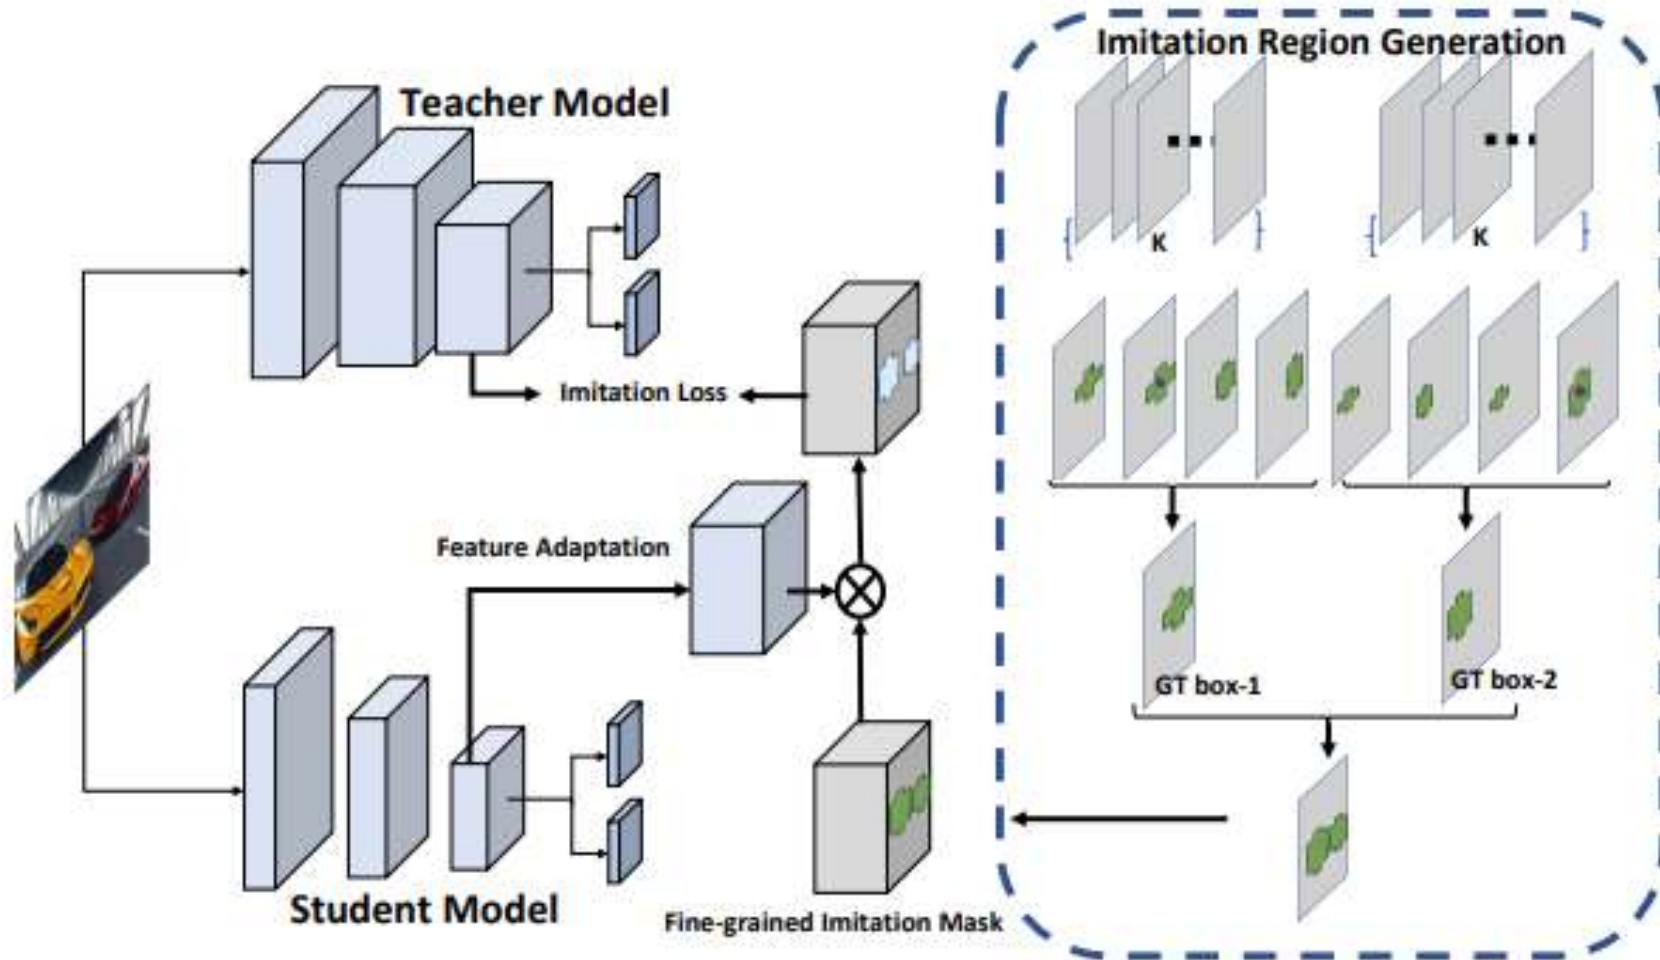 Imitation Region Generation
Teacher Model
K
K
Imitation Loss
Feature Adaptation
GT box-1
GT box-2
Student Model
Fine-grained Imitation Mask